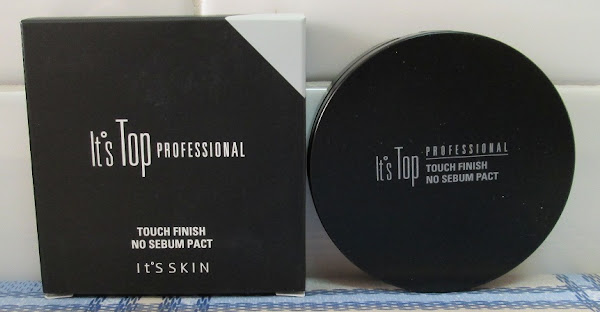 It's Top PROFESSIONAL
TOUCH FINISH
NO SEBUM PACT
It'S SKIN
It's Top PROFESSIONAL
TOUCH FINISH
NO SEBUM PACT